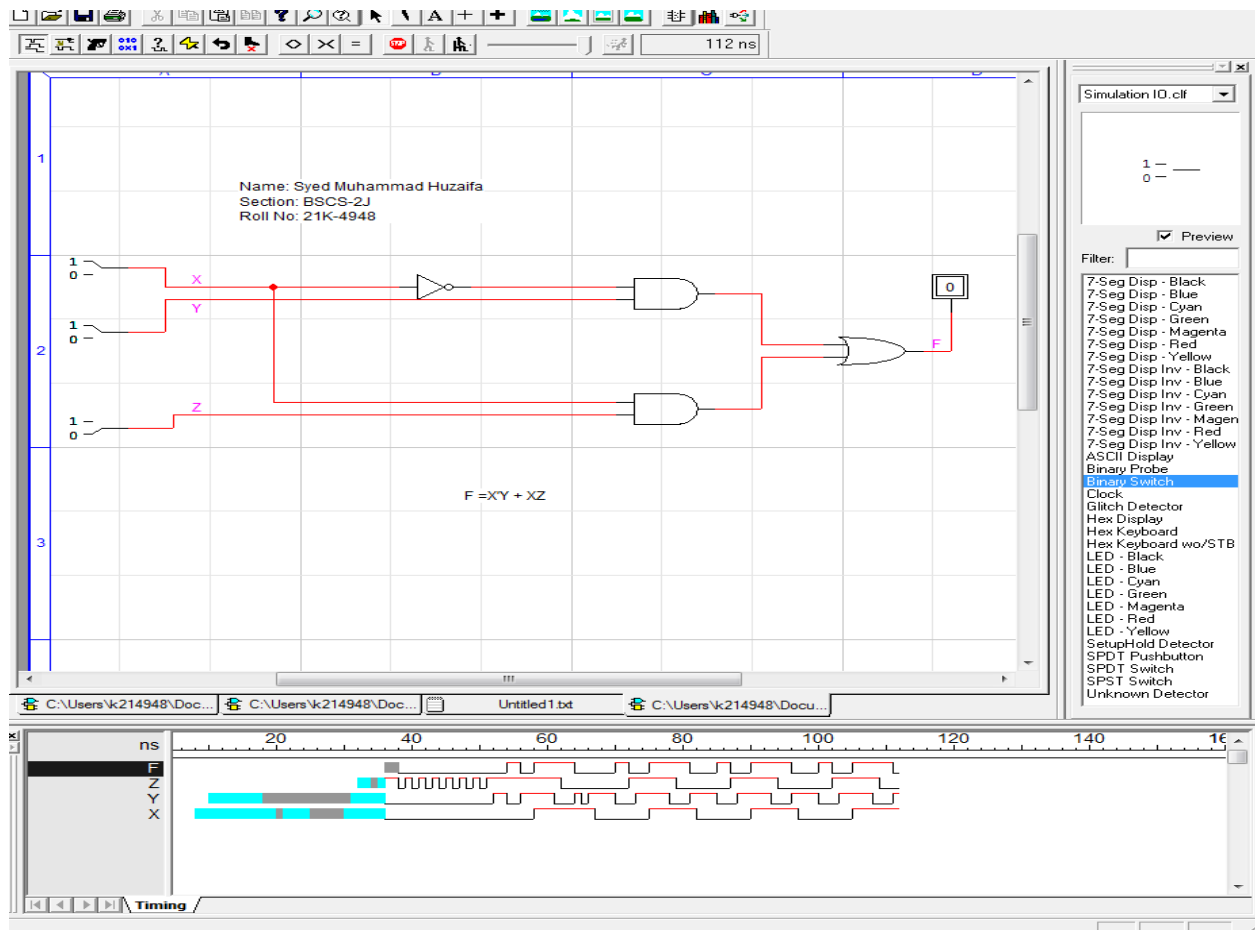 112 ns
Simulation IO.clf
1
0
Preview
Filter:
7-Seg Disp - Black
7-Seg Disp - Blue
7-Seg Disp - Cyan
7-Seg Disp - Green
7-Seg Disp - Magenta
7-Seg Disp - Red
7-Seg Disp - Yellow
7-Seg Disp Inv - Black
7-Seg Disp Inv - Blue
7-Seg Disp Inv - Cyan
7-Seg Disp Inv - Green
7-Seg Disp Inv - Magen
7-Seg Disp Inv - Red
7-Seg Disp Inv - Yellow
ASCII Display
Binary Probe
Binary Switch
Clock
Glitch Detector
Hex Display
Hex Keyboard
Hex Keyboard wo/STB
LED - Black
LED - Blue
LED - Cyan
LED - Green
LED - Magenta
LED - Red
LED - Yellow
SetupHold Detector
SPDT Pushbutton
SPDT Switch
SPST Switch
Unknown Detector
1
Name: Syed Muhammad Huzaifa
Section: BSCS-2J
Roll No: 21K-4948
1
0
X
Y
0
1
0
2
F
Z
1
0
F =X'Y + XZ
3
C:\Users\k214948\Doc...
C:\Users\k214948\Doc...
Untitled1.txt
C:\Users\k214948\Docu...
ns
20 40 60 80 100 120 140
F
Z
Y
X
Timing